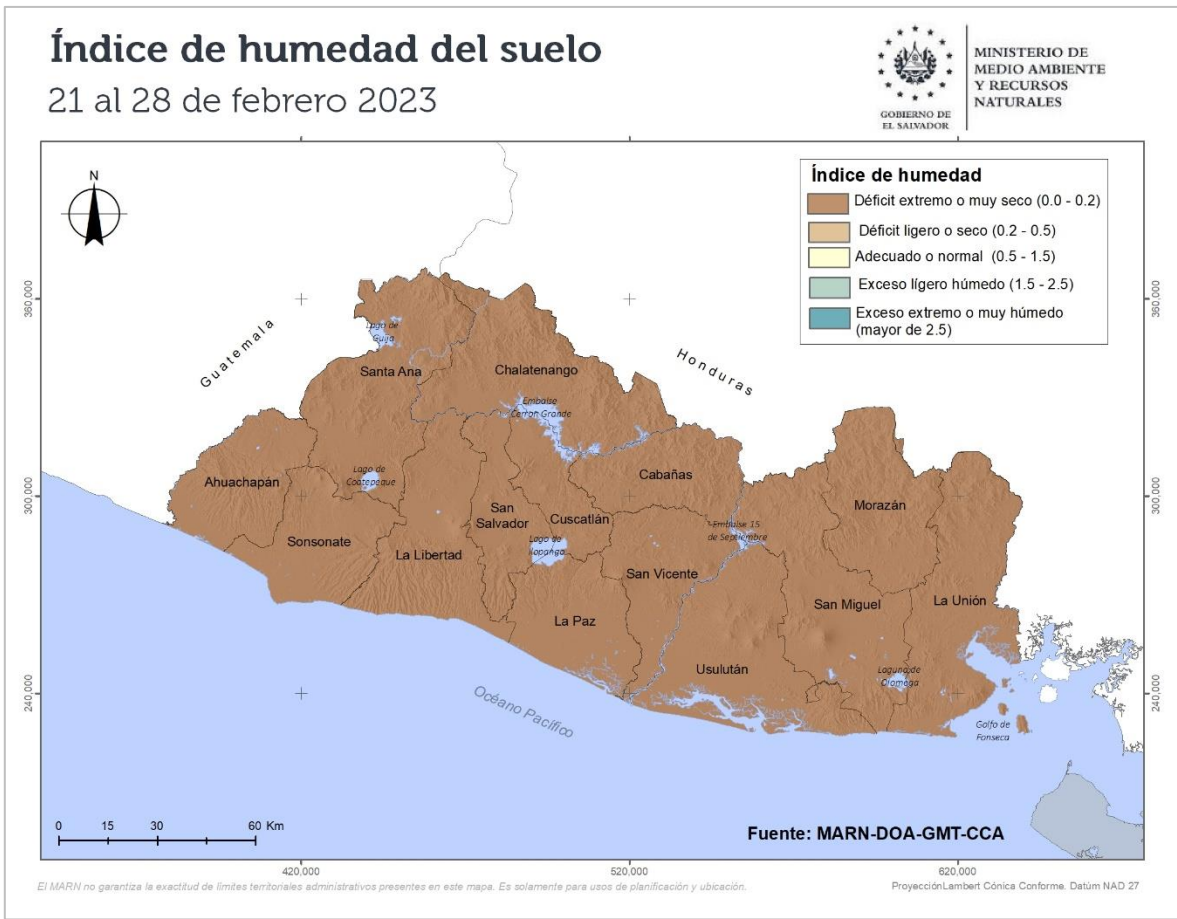 Índice de humedad del suelo
21 al 28 de febrero 2023
GOBIERNO DE
EL SALVADOR
MINISTERIO DE
MEDIO AMBIENTE
Y RECURSOS
NATURALES
N
Índice de humedad
Déficit extremo o muy seco (0.0 - 0.2)
Déficit ligero o seco (0.2 - 0.5)
Adecuado o normal (0.5 - 1.5)
Exceso lígero húmedo (1.5 - 2.5)
Exceso extremo o muy húmedo
(mayor de 2.5)
360,000
360,000
Guatemala
Honduras
Lago de
Guija
Santa Ana
Chalatenango
Embalse
Cerron Grande
Ahuachapán
Lago de
Coatepeque
Cabañas
Morazán
300,000
300,000
Sonsonate
La Libertad
San
Salvador
Cuscatlán
Lago de
Ilopango
Embalse 15
de Septiembre
San Vicente
San Miguel
La Unión
La Paz
Usulután
Laguna de
Olomega
240,000
240,000
Océano Pacífico
Golfo de
Fonseca
0 15 30 60 Km
Fuente: MARN-DOA-GMT-CCA
420,000
520,000
620,000
El MARN no garantiza la exactitud de límites territoriales administrativos presentes en este mapa. Es solamente para usos de planificación y ubicación.
ProyecciónLambert Cónica Conforme. Datúm NAD 27